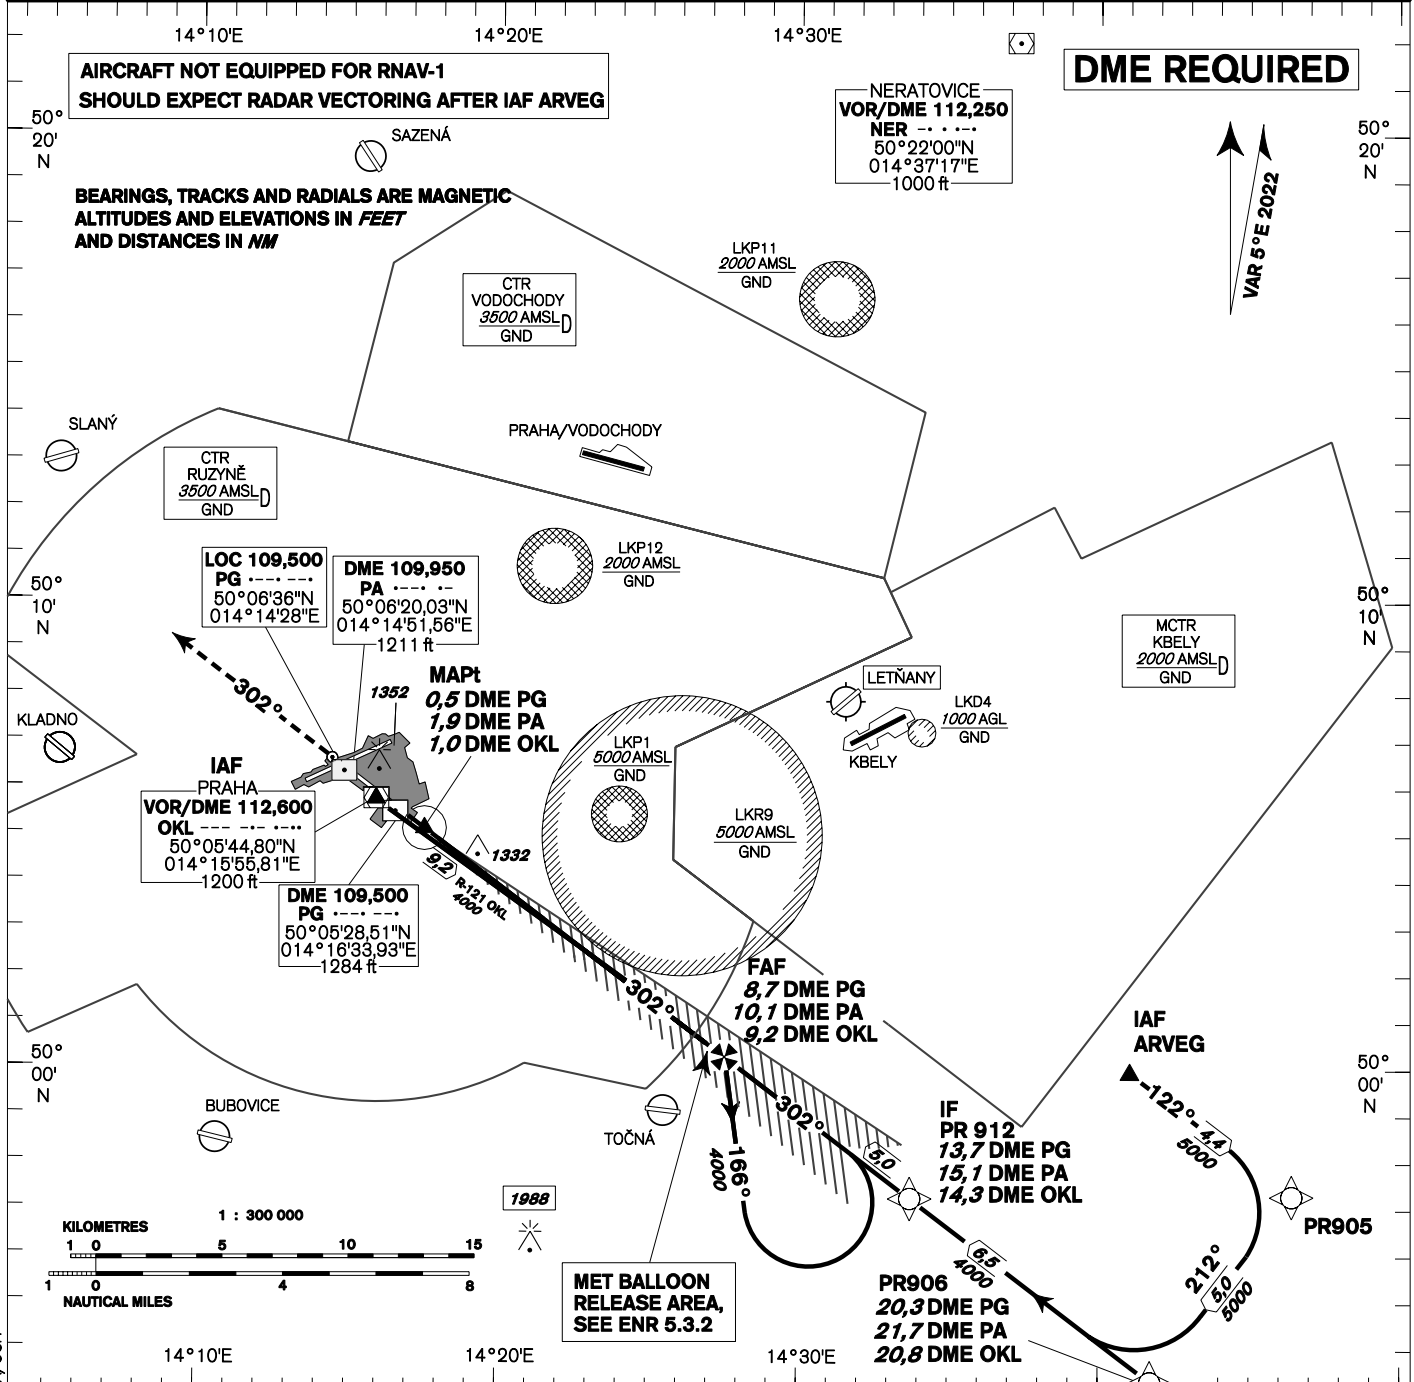 14°10'E
14°20'E
14°30'E
AIRCRAFT NOT EQUIPPED FOR RNAV-1
SHOULD EXPECT RADAR VECTORING AFTER IAF ARVEG
DME REQUIRED
NERATOVICE
VOR/DME 112,250
NER –· · ·–·
50°22'00"N
014°37'17"E
1000 ft
50°
20'
N
50°
20'
N
SAZENÁ
BEARINGS, TRACKS AND RADIALS ARE MAGNETIC
ALTITUDES AND ELEVATIONS IN FEET
AND DISTANCES IN NM
VAR 5°E 2022
LKP11
2000 AMSL
GND
CTR
VODOCHODY
3500 AMSL D
GND
SLANÝ
PRAHA/VODOCHODY
CTR
RUZYNĚ
3500 AMSL D
GND
LKP12
2000 AMSL
GND
LOC 109,500
PG ·––· ––·
50°06'36"N
014°14'28"E
DME 109,950
PA ·––· ·–
50°06'20,03"N
014°14'51,56"E
1211 ft
50°
10'
N
50°
10'
N
MCTR
KBELY
2000 AMSL D
GND
302°
1352
MAPt
0,5 DME PG
1,9 DME PA
1,0 DME OKL
LETŇANY
LKD4
1000 AGL
GND
KBELY
KLADNO
LKP1
5000 AMSL
GND
LKR9
5000 AMSL
GND
IAF
PRAHA
VOR/DME 112,600
OKL ––– –·– ·–··
50°05'44,80"N
014°15'55,81"E
1200 ft
1332
9,2
R-121 OKL
4000
DME 109,500
PG ·––· ––·
50°05'28,51"N
014°16'33,93"E
1284 ft
302°
FAF
8,7 DME PG
10,1 DME PA
9,2 DME OKL
IAF
ARVEG
50°
00'
N
50°
00'
N
122°
4,4
5000
302°
BUBOVICE
TOČNÁ
166°
4000
5,0
IF
PR 912
13,7 DME PG
15,1 DME PA
14,3 DME OKL
PR905
1988
1 : 300 000
KILOMETRES
1 0 5 10 15
1 0 4 8
NAUTICAL MILES
MET BALLOON
RELEASE AREA,
SEE ENR 5.3.2
6,5
4000
212°
5,0
5000
PR906
20,3 DME PG
21,7 DME PA
20,8 DME OKL
14°10'E
14°20'E
14°30'E